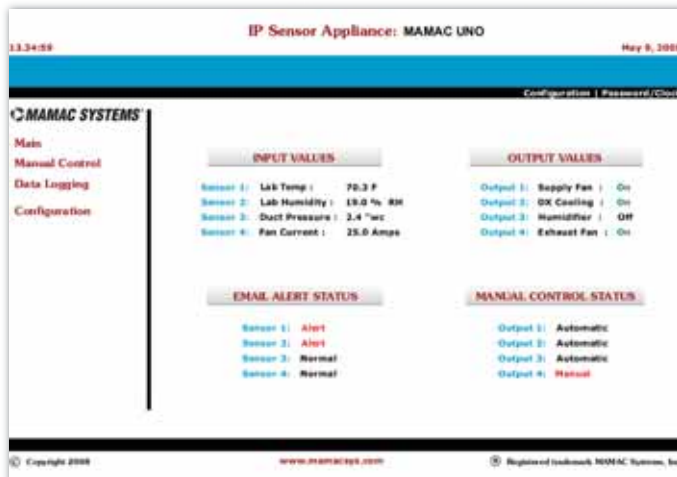 IP Sensor Appliance: MAMAC UNO
13.34:59
May 9, 200
Configuration | Password/Cloc
MAMAC SYSTEMS
Main
Manual Control
Data Logging
Configuration
INPUT VALUES
Sensor 1: Lab Temp : 70.3 F
Sensor 2: Lab Humidity : 19.0 % RH
Sensor 3: Duct Pressure : 2.4 "wc
Sensor 4: Fan Current : 25.0 Amps
OUTPUT VALUES
Output 1: Supply Fan : On
Output 2: DX Cooling : On
Output 3: Humidifier : Off
Output 4: Exhaust Fan : On
EMAIL ALERT STATUS
Sensor 1: Alert
Sensor 2: Alert
Sensor 3: Normal
Sensor 4: Normal
MANUAL CONTROL STATUS
Output 1: Automatic
Output 2: Automatic
Output 3: Automatic
Output 4: Manual
© Copyright 2008
www.mamacsys.com
® Registered trademark MAMAC Systems, In